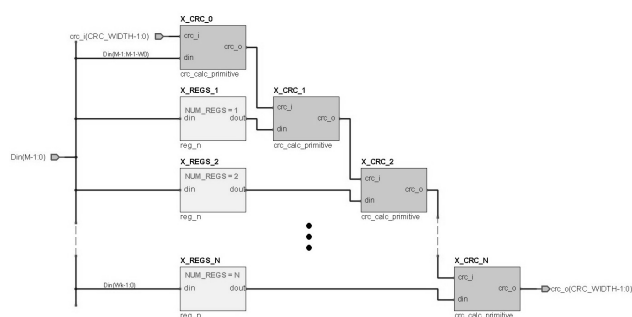 X_CRC_0
crc_i(CRC_WIDTH-1:0)
crc_i
crc_o
Din(M-1:M-1-W0)
din
crc_calc_primitive
X_REGS_1
NUM_REGS = 1
din
dout
reg_n
X_CRC_1
crc_i
crc_o
din
crc_calc_primitive
Din(M-1:0)
X_REGS_2
NUM_REGS = 2
din
dout
reg_n
X_CRC_2
crc_i
crc_o
din
crc_calc_primitive
X_REGS_N
NUM_REGS = N
Din(Wk-1:0)
din
dout
reg_n
X_CRC_N
crc_i
crc_o
din
crc_o(CRC_WIDTH-1:0)
crc_calc_primitive